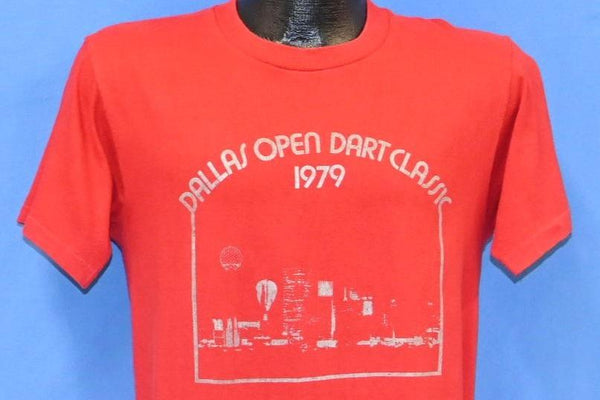 DALLAS OPEN DART CLASSIC
1979